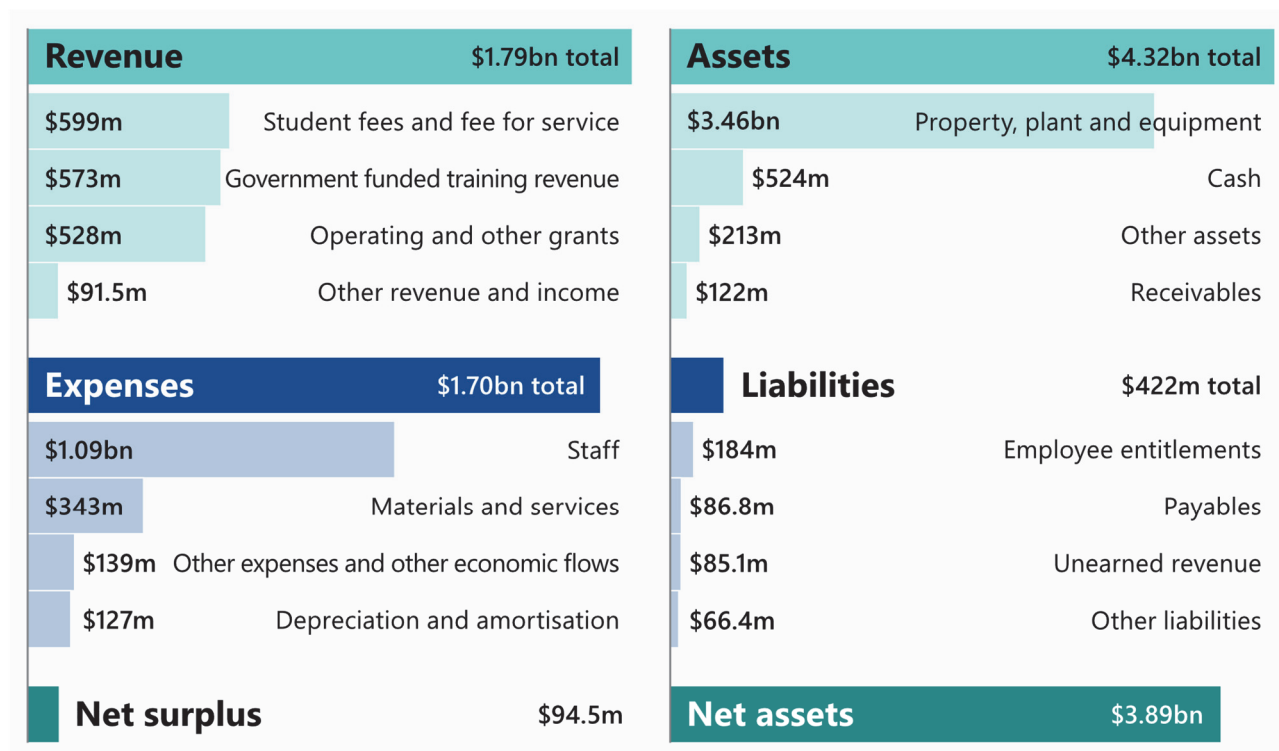 Revenue $1.79bn total
$599m Student fees and fee for service
$573m Government funded training revenue
$528m Operating and other grants
$91.5m Other revenue and income
Expenses $1.70bn total
$1.09bn Staff
$343m Materials and services
$139m Other expenses and other economic flows
$127m Depreciation and amortisation
Net surplus $94.5m
Assets $4.32bn total
$3.46bn Property, plant and equipment
$524m Cash
$213m Other assets
$122m Receivables
Liabilities $422m total
$184m Employee entitlements
$86.8m Payables
$85.1m Unearned revenue
$66.4m Other liabilities
Net assets $3.89bn